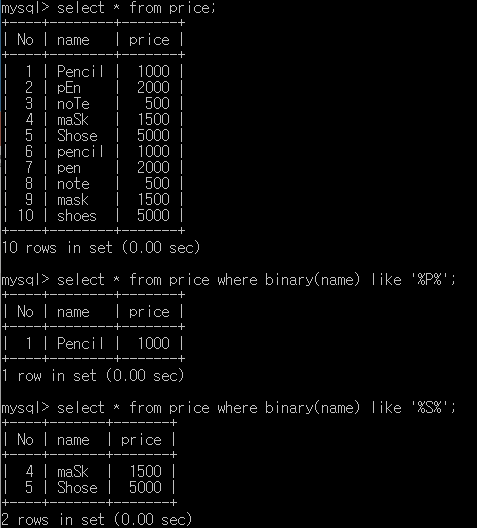 mysql> select * from price;
+----+--------+-------+
| No | name   | price |
+----+--------+-------+
|  1 | Pencil |  1000 |
|  2 | pEn    |  2000 |
|  3 | noTe   |   500 |
|  4 | maSk   |  1500 |
|  5 | Shose  |  5000 |
|  6 | pencil |  1000 |
|  7 | pen    |  2000 |
|  8 | note   |   500 |
|  9 | mask   |  1500 |
| 10 | shoes  |  5000 |
+----+--------+-------+
10 rows in set (0.00 sec)
mysql> select * from price where binary(name) like '%P%';
+----+--------+-------+
| No | name   | price |
+----+--------+-------+
|  1 | Pencil |  1000 |
+----+--------+-------+
1 row in set (0.00 sec)
mysql> select * from price where binary(name) like '%S%';
+----+-------+-------+
| No | name  | price |
+----+-------+-------+
|  4 | maSk  |  1500 |
|  5 | Shose |  5000 |
+----+-------+-------+
2 rows in set (0.00 sec)